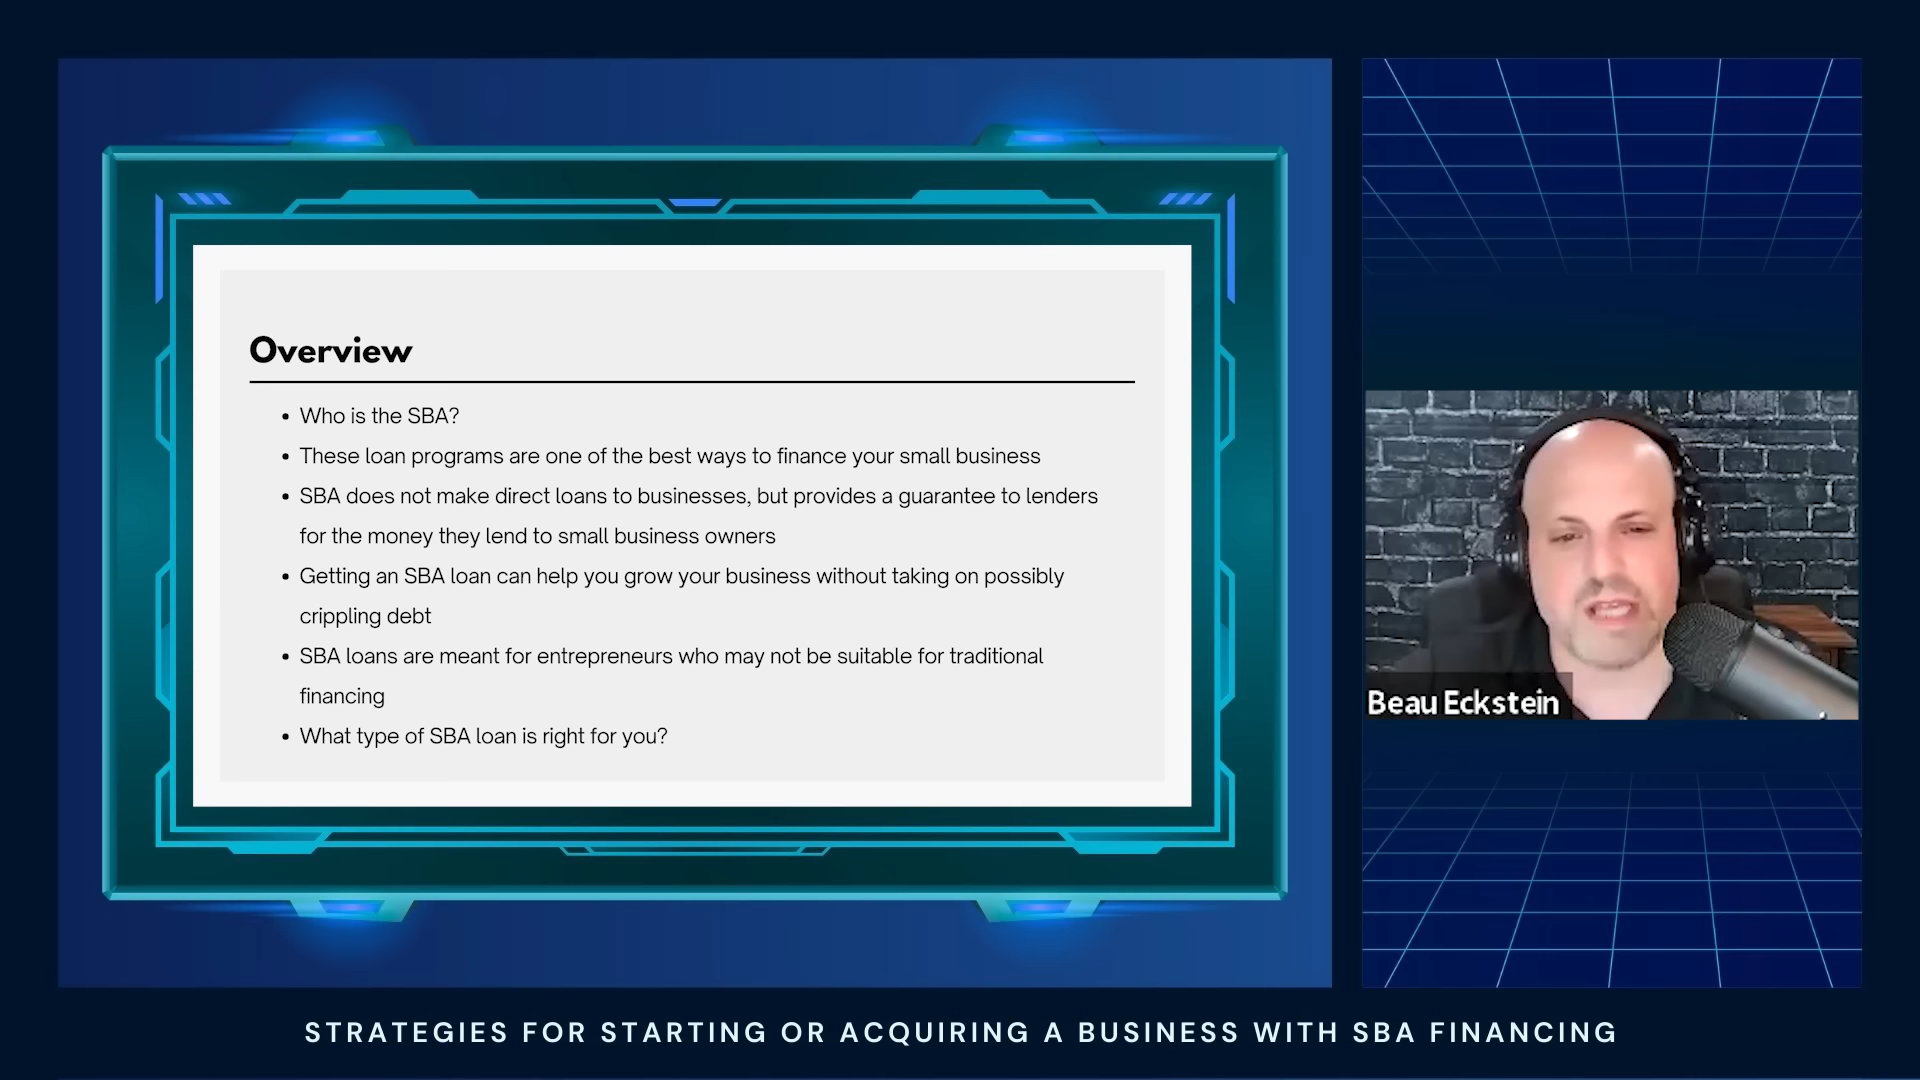 Overview
• Who is the SBA?
• These loan programs are one of the best ways to finance your small business
• SBA does not make direct loans to businesses, but provides a guarantee to lenders
for the money they lend to small business owners
• Getting an SBA loan can help you grow your business without taking on possibly
crippling debt
• SBA loans are meant for entrepreneurs who may not be suitable for traditional
financing
• What type of SBA loan is right for you?
Beau Eckstein
STRATEGIES FOR STARTING OR ACQUIRING A BUSINESS WITH SBA FINANCING